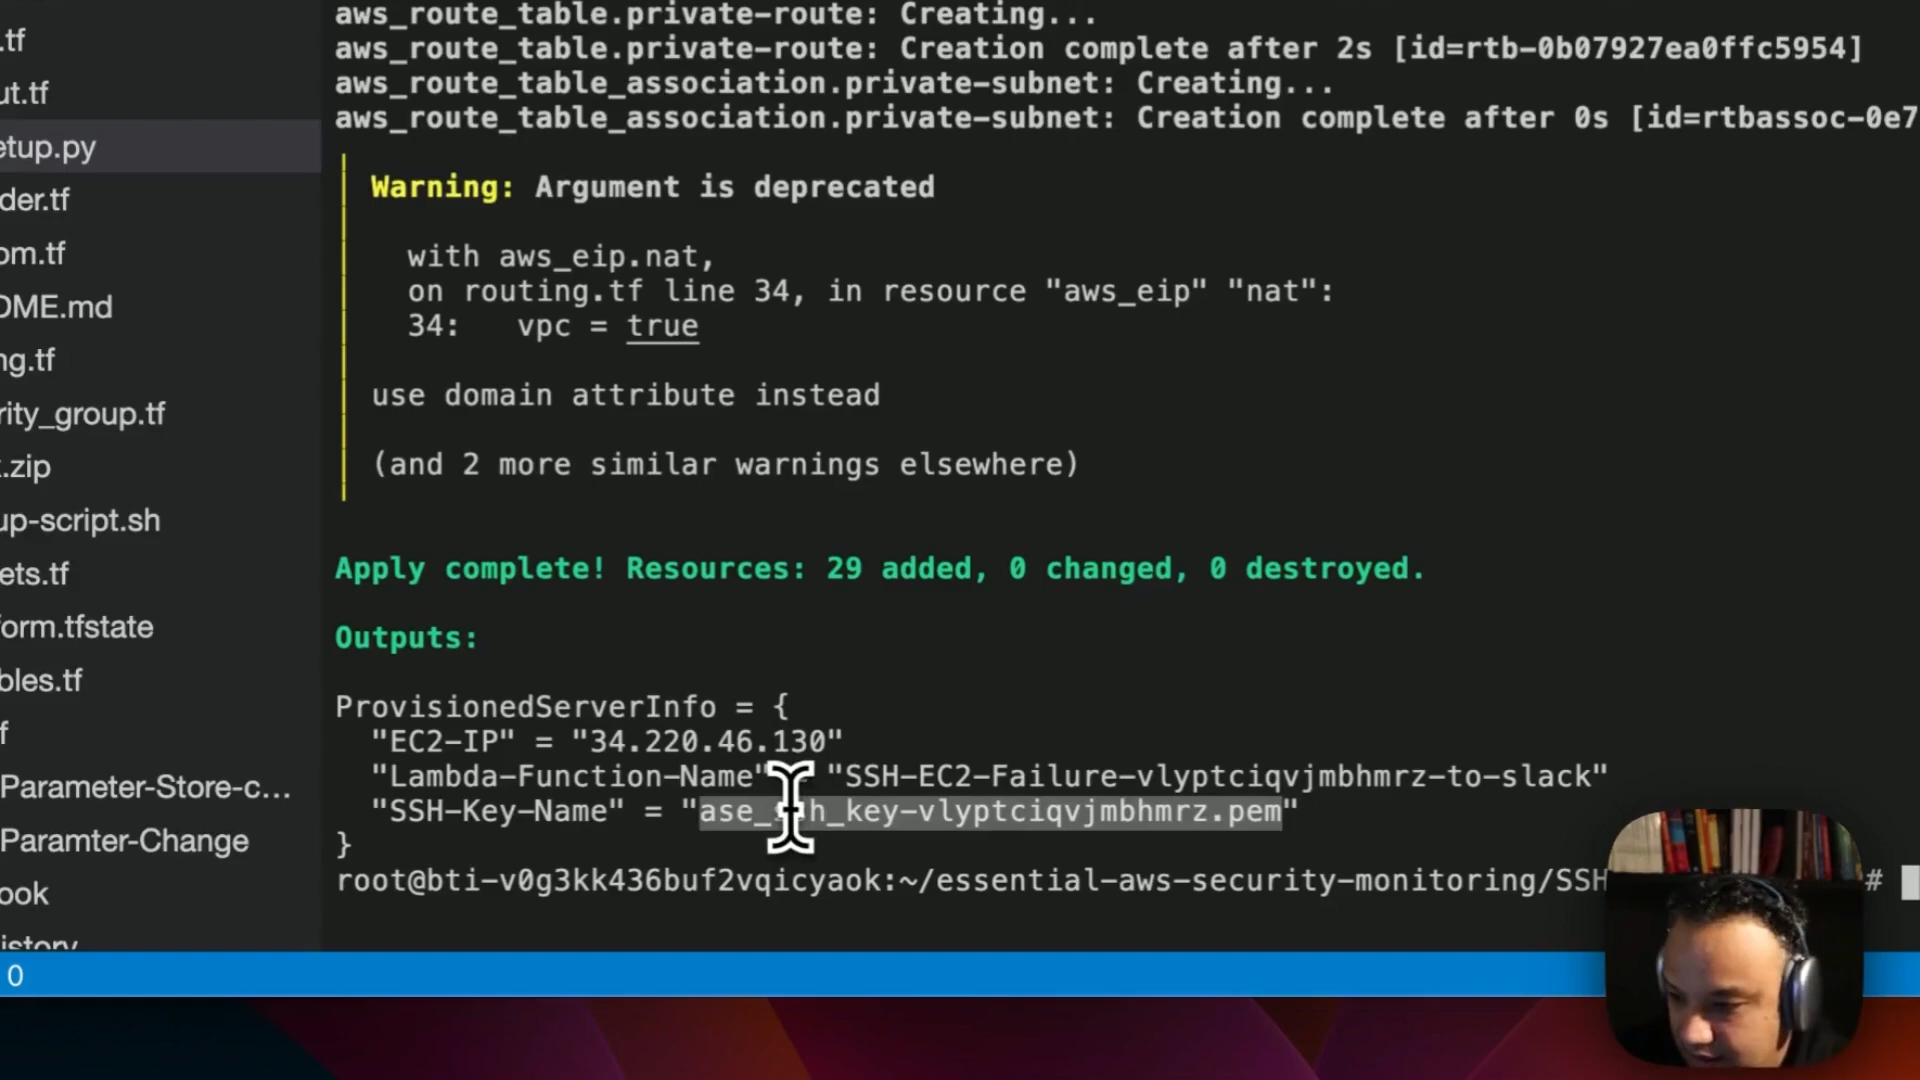 .tf
ut.tf
etup.py
der.tf
om.tf
DME.md
ng.tf
rity_group.tf
.zip
up-script.sh
ets.tf
form.tfstate
bles.tf
f
Parameter-Store-c...
Paramter-Change
ook
istory
0
aws_route_table.private-route: Creating...
aws_route_table.private-route: Creation complete after 2s [id=rtb-0b07927ea0ffc5954]
aws_route_table_association.private-subnet: Creating...
aws_route_table_association.private-subnet: Creation complete after 0s [id=rtbassoc-0e7
Warning: Argument is deprecated
with aws_eip.nat,
on routing.tf line 34, in resource "aws_eip" "nat":
34: vpc = true
use domain attribute instead
(and 2 more similar warnings elsewhere)
Apply complete! Resources: 29 added, 0 changed, 0 destroyed.
Outputs:
ProvisionedServerInfo = {
"EC2-IP" = "34.220.46.130"
"Lambda-Function-Name" = "SSH-EC2-Failure-vlyptciqvjmbhmrz-to-slack"
"SSH-Key-Name" = "ase_ssh_key-vlyptciqvjmbhmrz.pem"
}
root@bti-v0g3kk436buf2vqicyaok:~/essential-aws-security-monitoring/SSH #